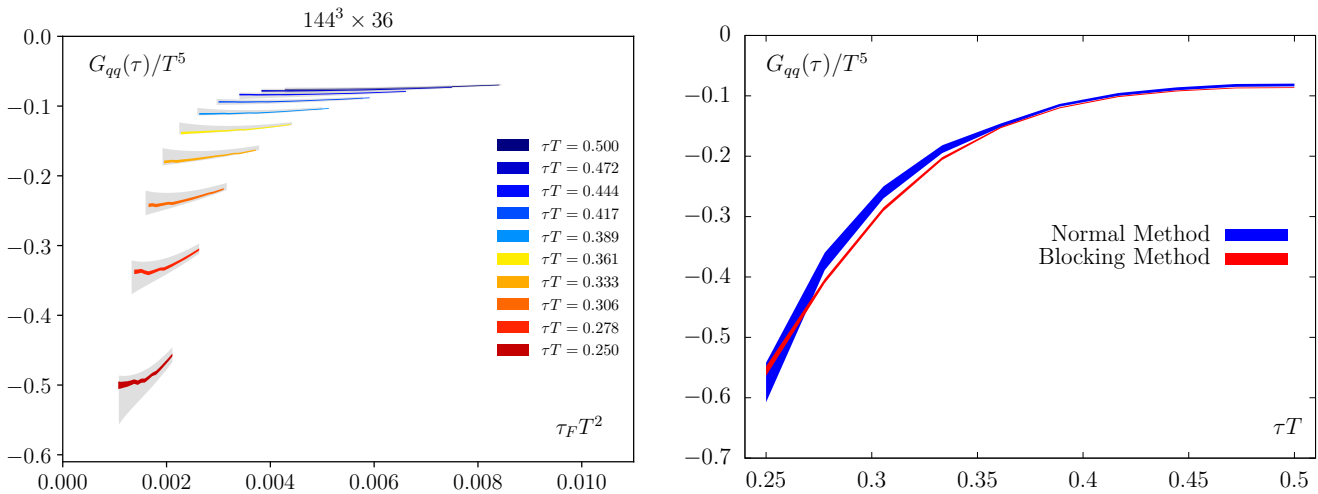 144³ × 36
G_{qq}(τ)/T⁵
0.0
−0.1
−0.2
−0.3
−0.4
−0.5
−0.6
τT = 0.500
τT = 0.472
τT = 0.444
τT = 0.417
τT = 0.389
τT = 0.361
τT = 0.333
τT = 0.306
τT = 0.278
τT = 0.250
τ_F T²
0.000 0.002 0.004 0.006 0.008 0.010
G_{qq}(τ)/T⁵
0
−0.1
−0.2
−0.3
−0.4
−0.5
−0.6
−0.7
Normal Method
Blocking Method
τT
0.25 0.3 0.35 0.4 0.45 0.5